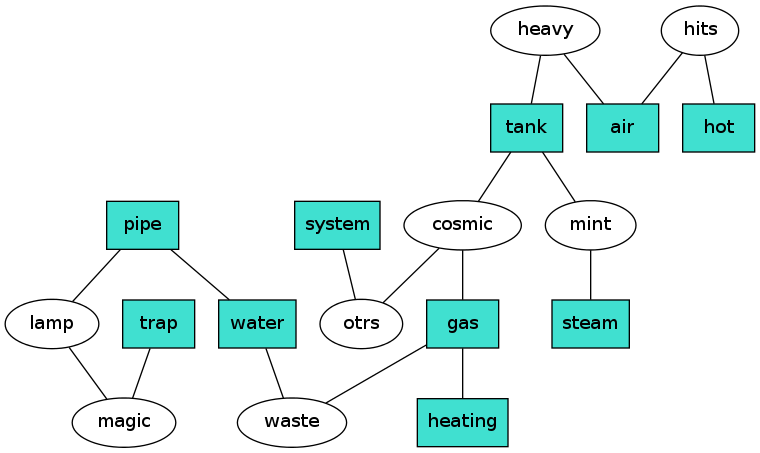 heavy
hits
tank
air
hot
pipe
system
cosmic
mint
lamp
trap
water
otrs
gas
steam
magic
waste
heating